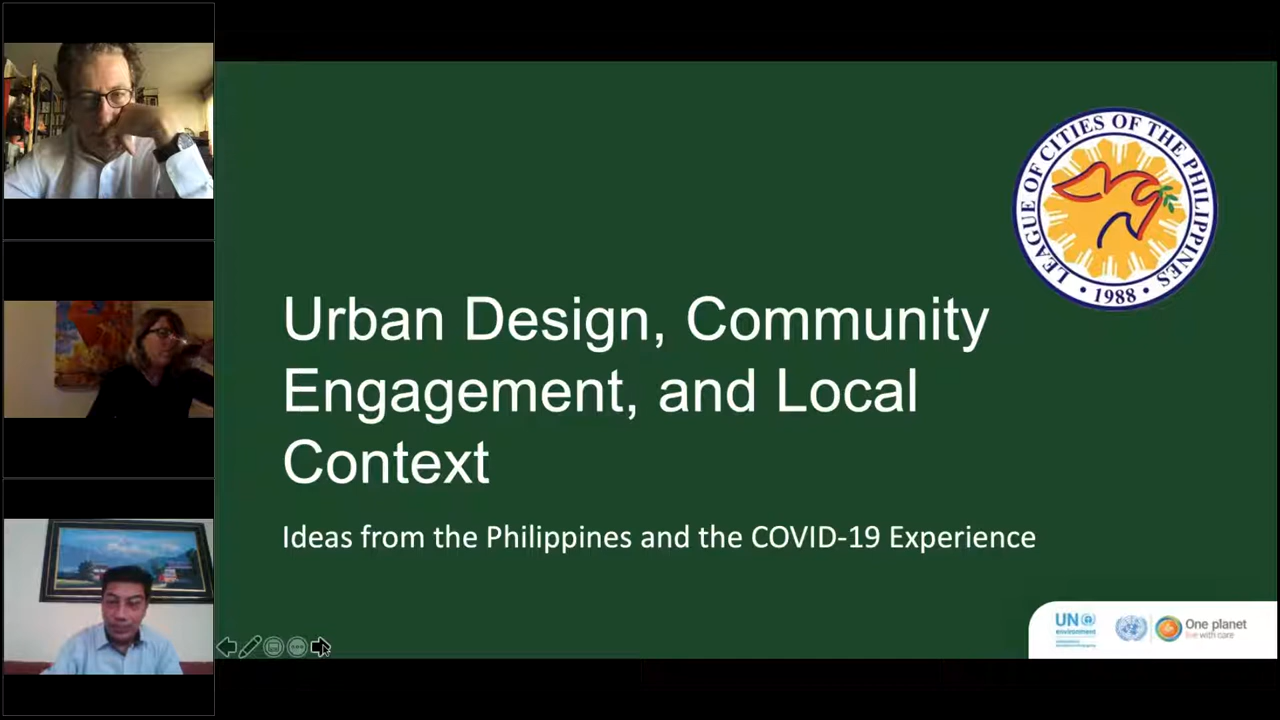 LEAGUE OF CITIES OF THE PHILIPPINES
• 1988 •
Urban Design, Community
Engagement, and Local
Context
Ideas from the Philippines and the COVID-19 Experience
UN
environment
One planet
live with care